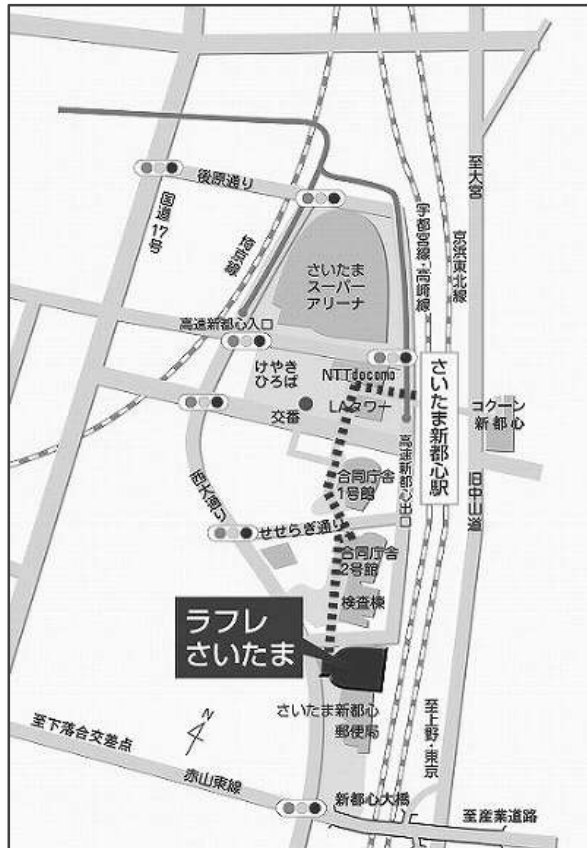 後原通り
国道17号
埼京線
さいたま
スーパー
アリーナ
宇都宮線・高崎線
京浜東北線
至大宮
高速新都心入口
けやき
ひろば
NTTdocomo
LAタワー
交番
さいたま新都心駅
コクーン
新都心
高速新都心出口
旧中山道
西大通り
合同庁舎
1号館
せせらぎ通り
合同庁舎
2号館
検査棟
ラフレ
さいたま
さいたま新都心
郵便局
N
至上野・東京
至下落合交差点
赤山東線
新都心大橋
至産業道路